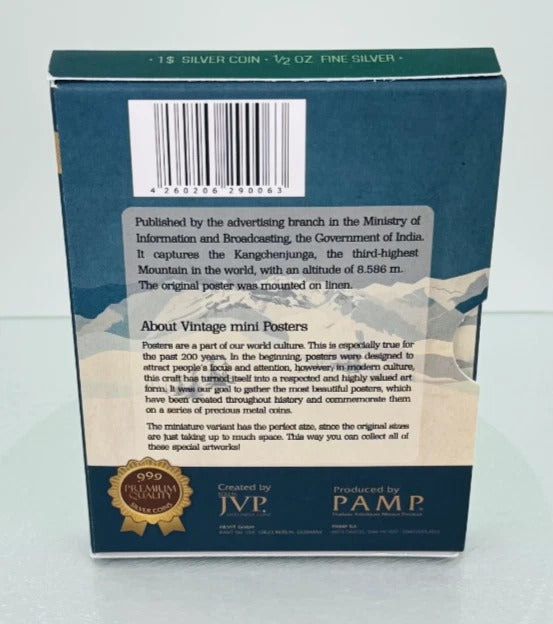 · 1$ SILVER COIN · ½ OZ FINE SILVER ·
4 260206 290063
Published by the advertising branch in the Ministry of
Information and Broadcasting, the Government of India.
It captures the Kangchenjunga, the third-highest
Mountain in the world, with an altitude of 8.586 m.
The original poster was mounted on linen.
About Vintage mini Posters
Posters are a part of our world culture. This is especially true for
the past 200 years. In the beginning, posters were designed to
attract people's focus and attention, however, in modern culture,
this craft has turned itself into a respected and highly valued art
form. It was our goal to gather the most beautiful posters, which
have been created throughout history and commemorate them
on a series of precious metal coins.
The miniature variant has the perfect size, since the original sizes
are just taking up to much space. This way you can collect all of
these special artworks!
999
PREMIUM
QUALITY
SILVER COINS
Created by
JVP.
Produced by
PAMP.
PAMP SA